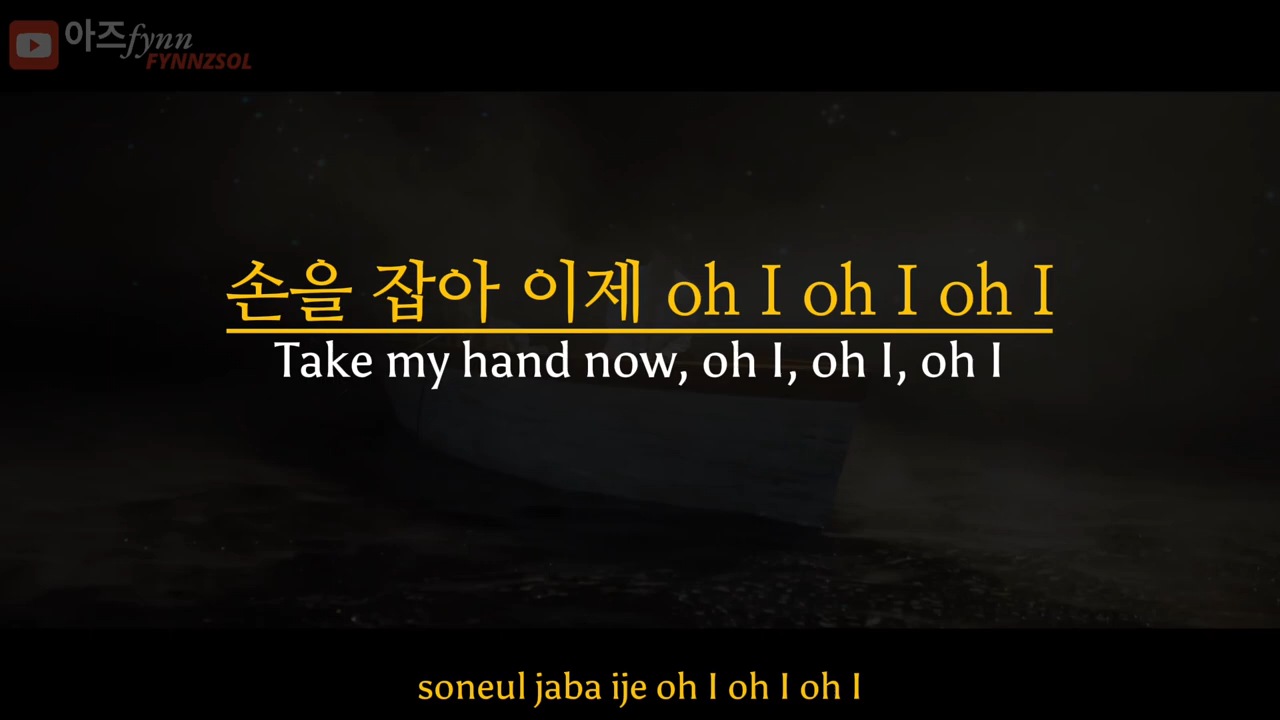 아즈fynn
FYNNZSOL
손을 잡아 이제 oh I oh I oh I
Take my hand now, oh I, oh I, oh I
soneul jaba ije oh I oh I oh I